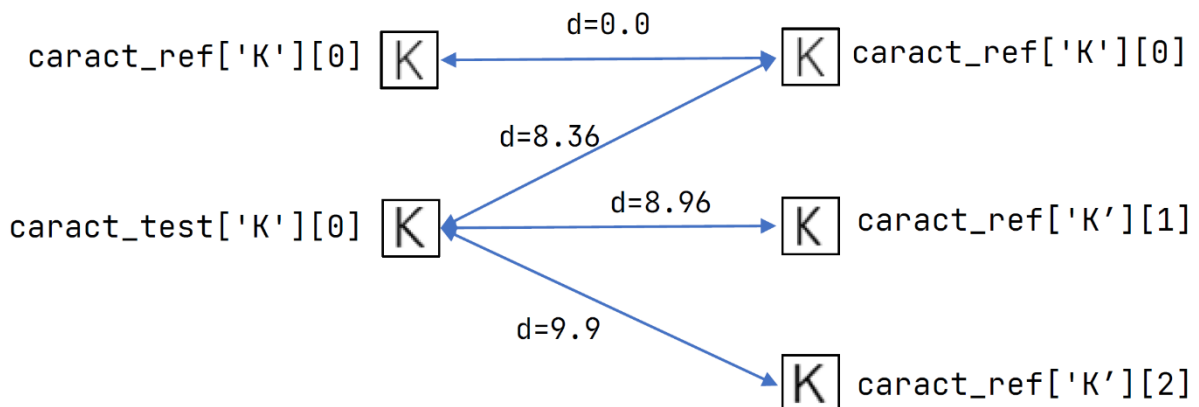 d=0.0
caract_ref['K'][0] K K caract_ref['K'][0]
d=8.36
d=8.96
caract_test['K'][0] K K caract_ref['K’][1]
d=9.9
K caract_ref['K’][2]